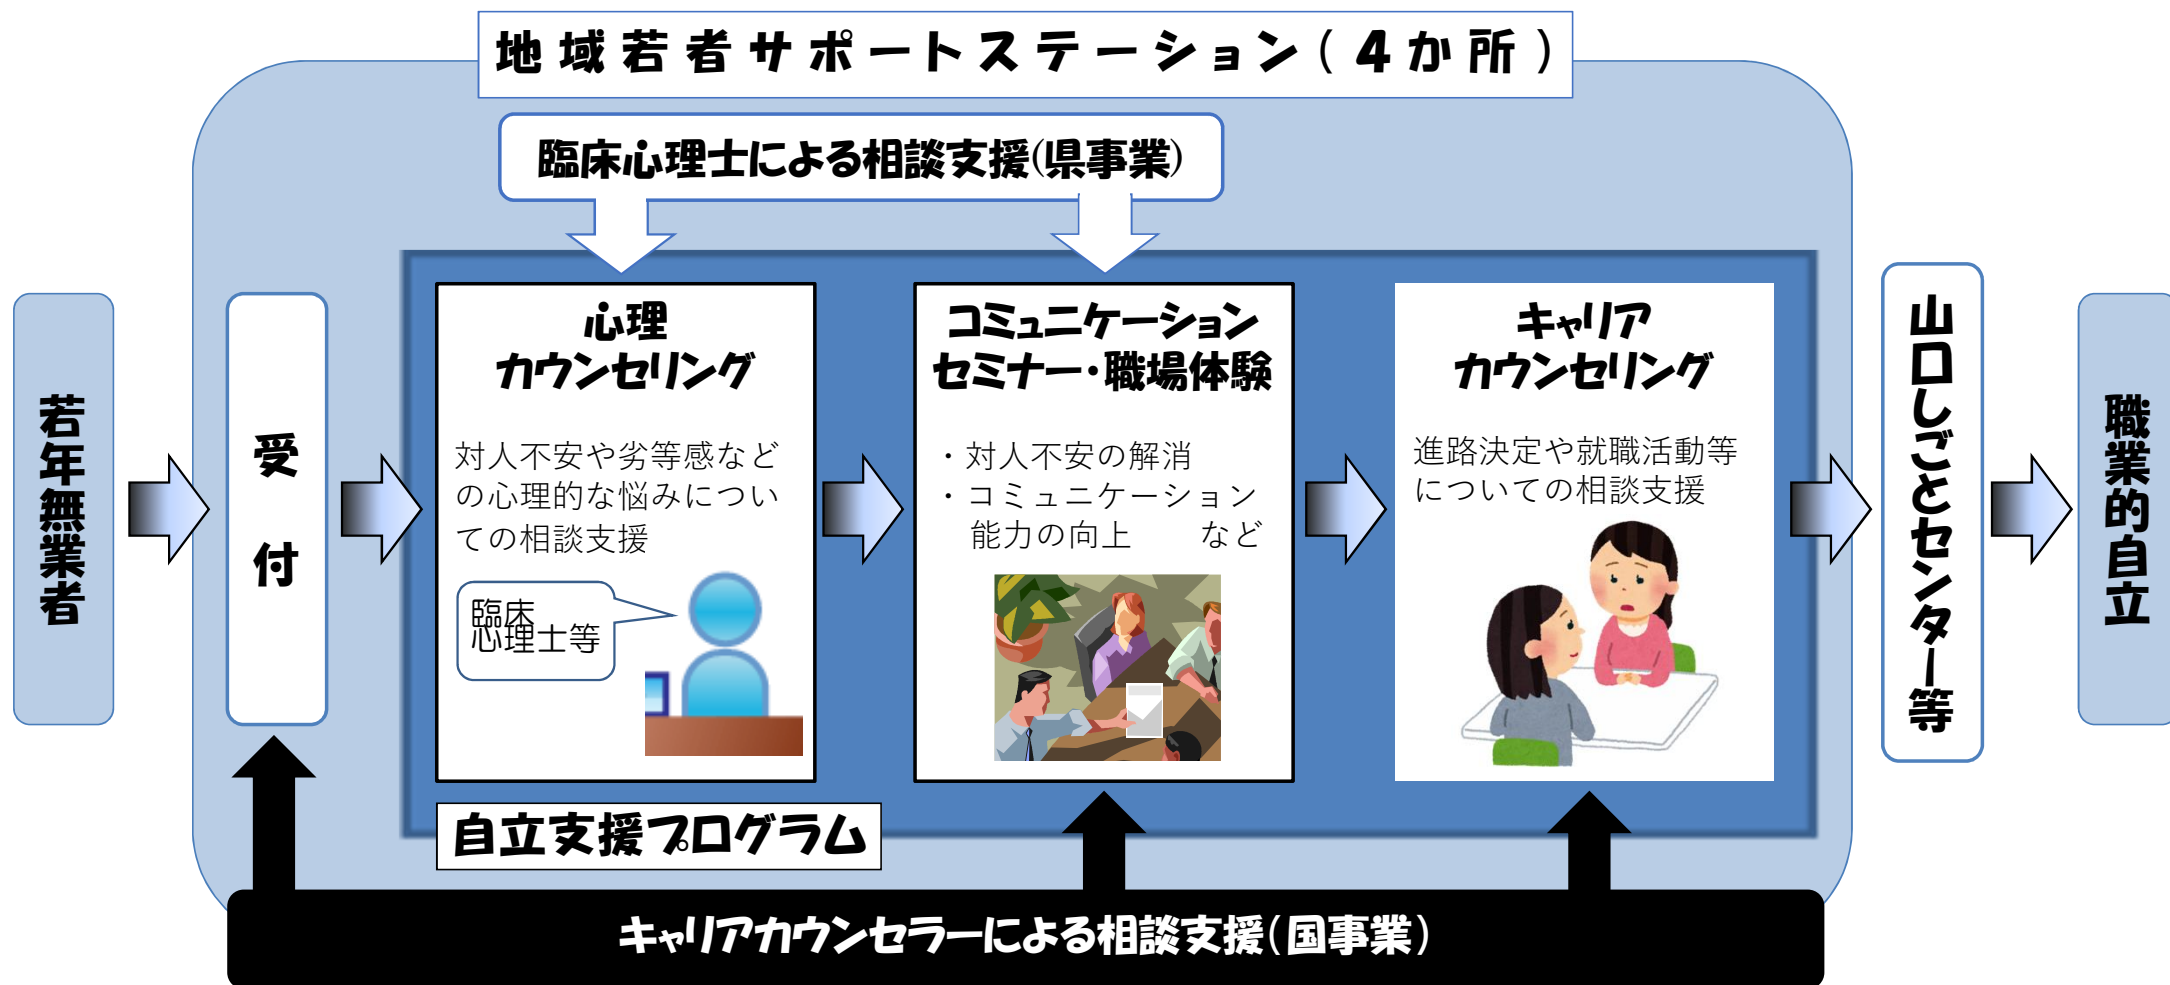 地域若者サポートステーション(4か所)
臨床心理士による相談支援(県事業)
若年無業者
受付
心理
カウンセリング
対人不安や劣等感など
の心理的な悩みについ
ての相談支援
臨床
心理士等
コミュニケーション
セミナー・職場体験
・対人不安の解消
・コミュニケーション
能力の向上 など
キャリア
カウンセリング
進路決定や就職活動等
についての相談支援
山口しごとセンター等
職業的自立
自立支援プログラム
キャリアカウンセラーによる相談支援(国事業)